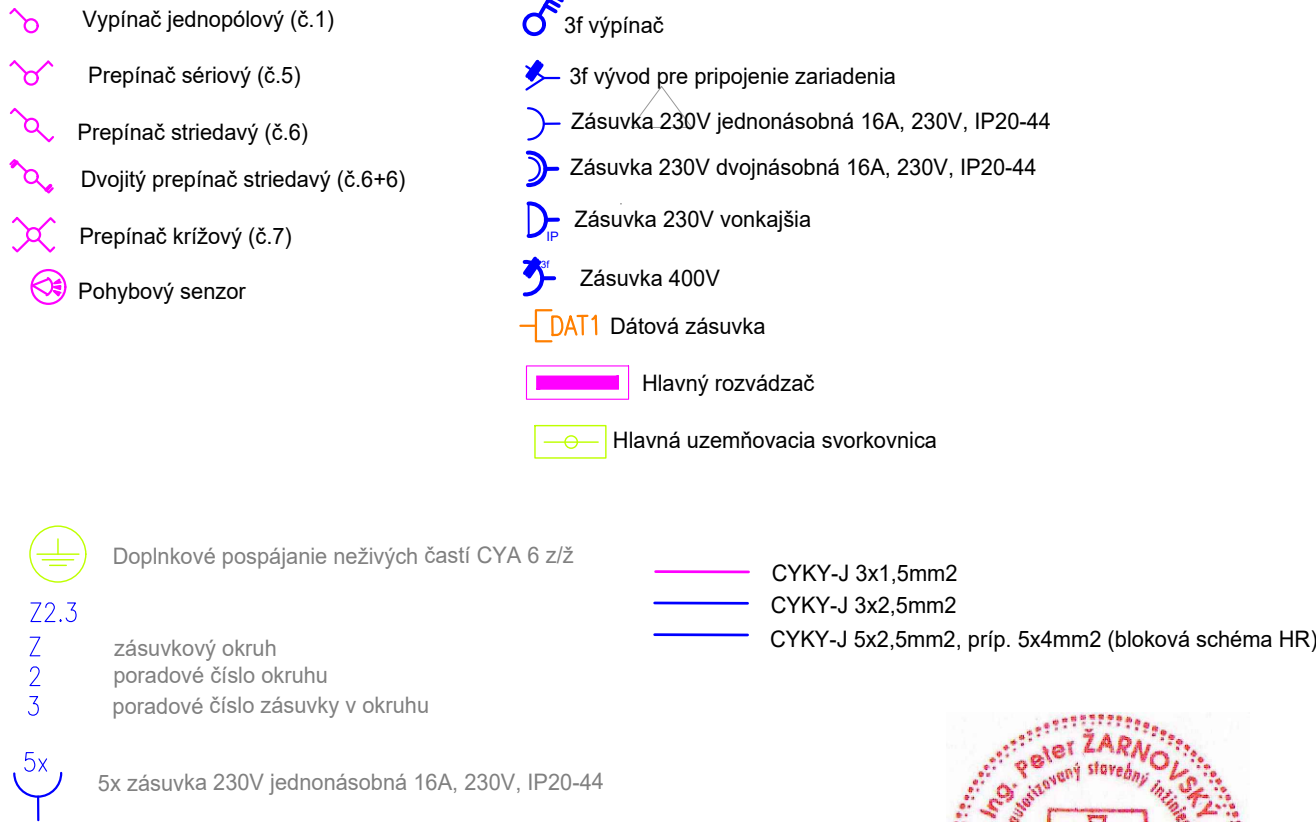 Vypínač jednopólový (č.1)
Prepínač sériový (č.5)
Prepínač striedavý (č.6)
Dvojitý prepínač striedavý (č.6+6)
Prepínač krížový (č.7)
Pohybový senzor
3f výpínač
3f vývod pre pripojenie zariadenia
Zásuvka 230V jednonásobná 16A, 230V, IP20-44
Zásuvka 230V dvojnásobná 16A, 230V, IP20-44
IP Zásuvka 230V vonkajšia
3f Zásuvka 400V
DAT1 Dátová zásuvka
Hlavný rozvádzač
Hlavná uzemňovacia svorkovnica
Doplnkové pospájanie neživých častí CYA 6 z/ž
Z2.3
Z zásuvkový okruh
2 poradové číslo okruhu
3 poradové číslo zásuvky v okruhu
5x
5x zásuvka 230V jednonásobná 16A, 230V, IP20-44
CYKY-J 3x1,5mm2
CYKY-J 3x2,5mm2
CYKY-J 5x2,5mm2, príp. 5x4mm2 (bloková schéma HR)
Ing. Peter ŽARNOVSKÝ
autorizovaný stavebný